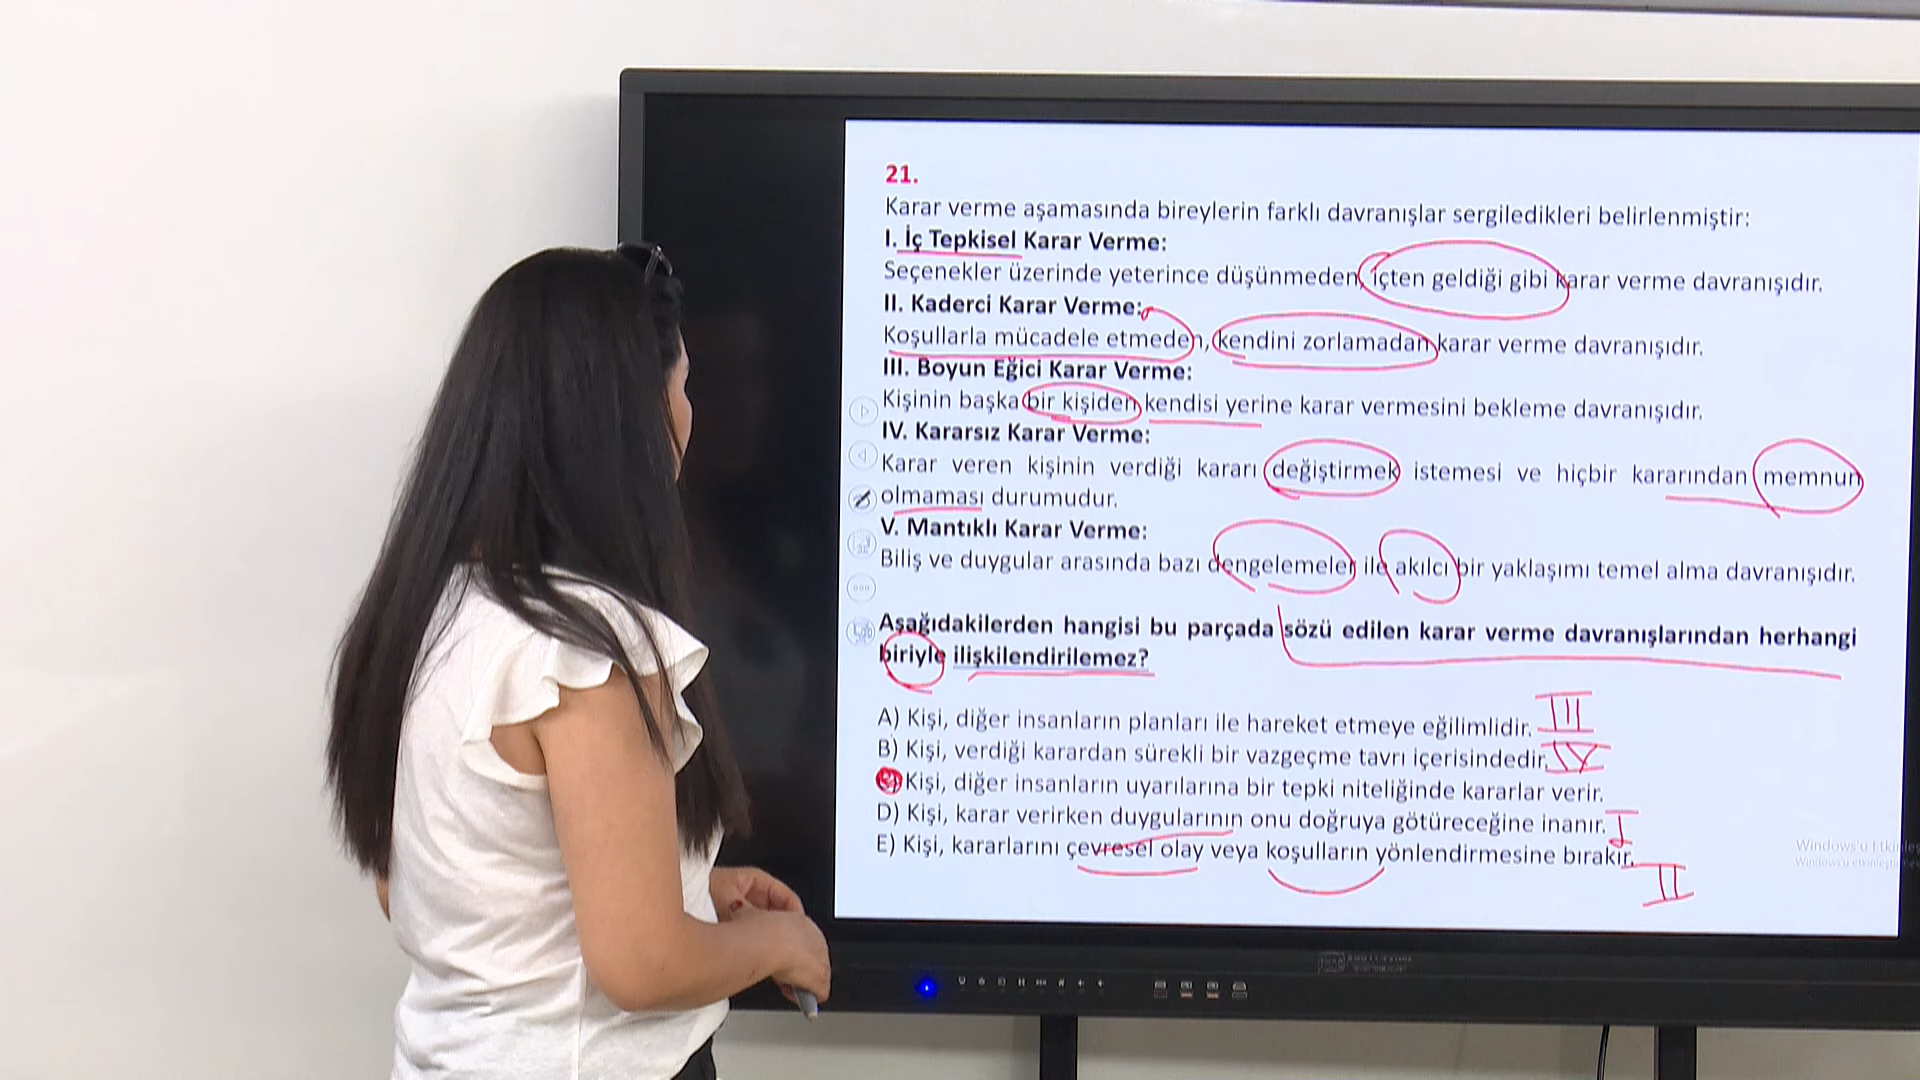 21.
Karar verme aşamasında bireylerin farklı davranışlar sergiledikleri belirlenmiştir:
I. İç Tepkisel Karar Verme:
Seçenekler üzerinde yeterince düşünmeden, içten geldiği gibi karar verme davranışıdır.
II. Kaderci Karar Verme:
Koşullarla mücadele etmeden, kendini zorlamadan karar verme davranışıdır.
III. Boyun Eğici Karar Verme:
Kişinin başka bir kişiden kendisi yerine karar vermesini bekleme davranışıdır.
IV. Kararsız Karar Verme:
Karar veren kişinin verdiği kararı değiştirmek istemesi ve hiçbir kararından memnun
olmaması durumudur.
V. Mantıklı Karar Verme:
Biliş ve duygular arasında bazı dengelemeler ile akılcı bir yaklaşımı temel alma davranışıdır.
Aşağıdakilerden hangisi bu parçada sözü edilen karar verme davranışlarından herhangi
biriyle ilişkilendirilemez?
A) Kişi, diğer insanların planları ile hareket etmeye eğilimlidir. III
B) Kişi, verdiği karardan sürekli bir vazgeçme tavrı içerisindedir. IV
Kişi, diğer insanların uyarılarına bir tepki niteliğinde kararlar verir.
D) Kişi, karar verirken duygularının onu doğruya götüreceğine inanır. I
E) Kişi, kararlarını çevresel olay veya koşulların yönlendirmesine bırakır. II
Windows'u